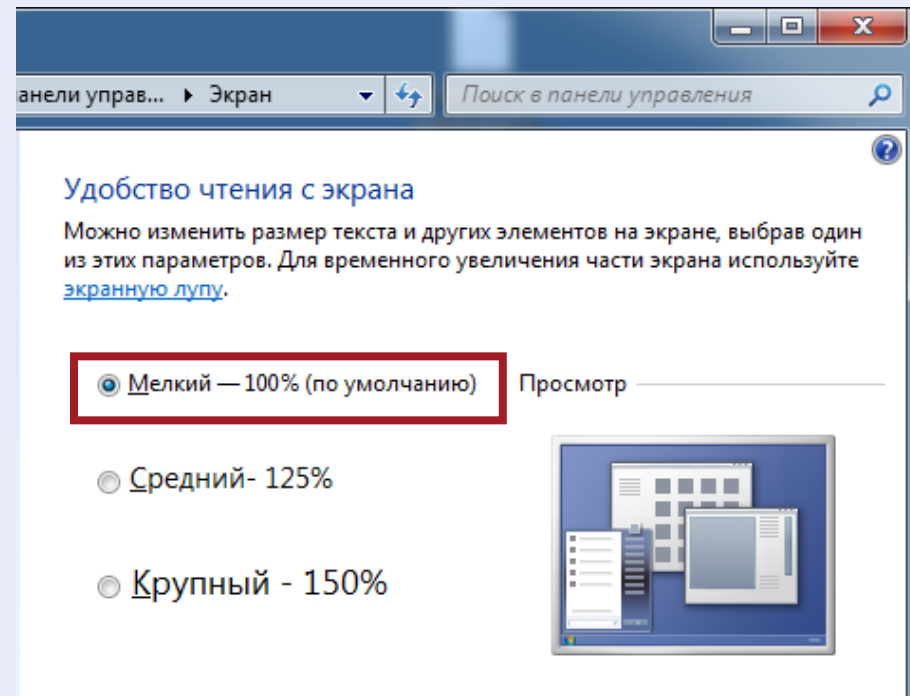 анели управ... Экран
Поиск в панели управления
Удобство чтения с экрана
Можно изменить размер текста и других элементов на экране, выбрав один
из этих параметров. Для временного увеличения части экрана используйте
экранную лупу.
Мелкий — 100% (по умолчанию)
Просмотр
Средний- 125%
Крупный - 150%